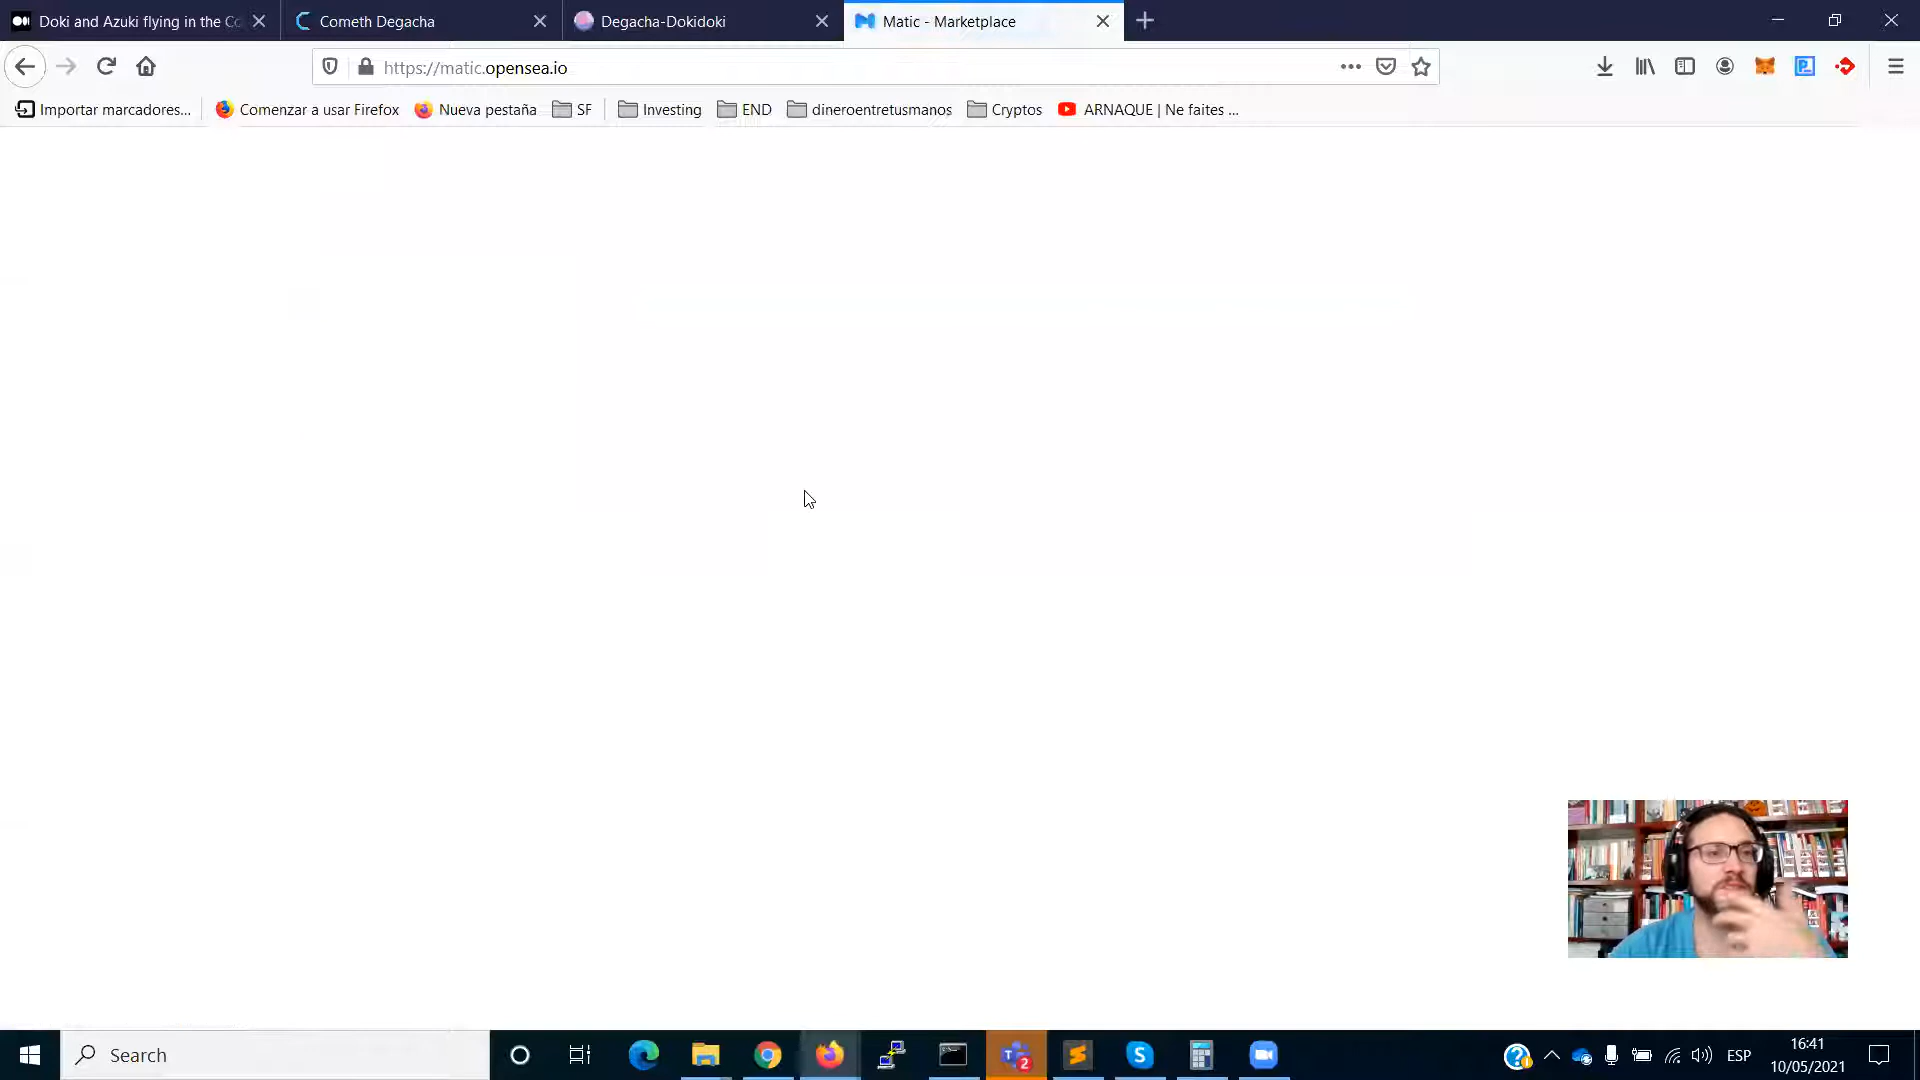 Doki and Azuki flying in the Co
Cometh Degacha
Degacha-Dokidoki
Matic - Marketplace
https://matic.opensea.io
Importar marcadores...
Comenzar a usar Firefox
Nueva pestaña
SF
Investing
END
dineroentretusmanos
Cryptos
ARNAQUE | Ne faites ...
Search
2
ESP
16:41
10/05/2021